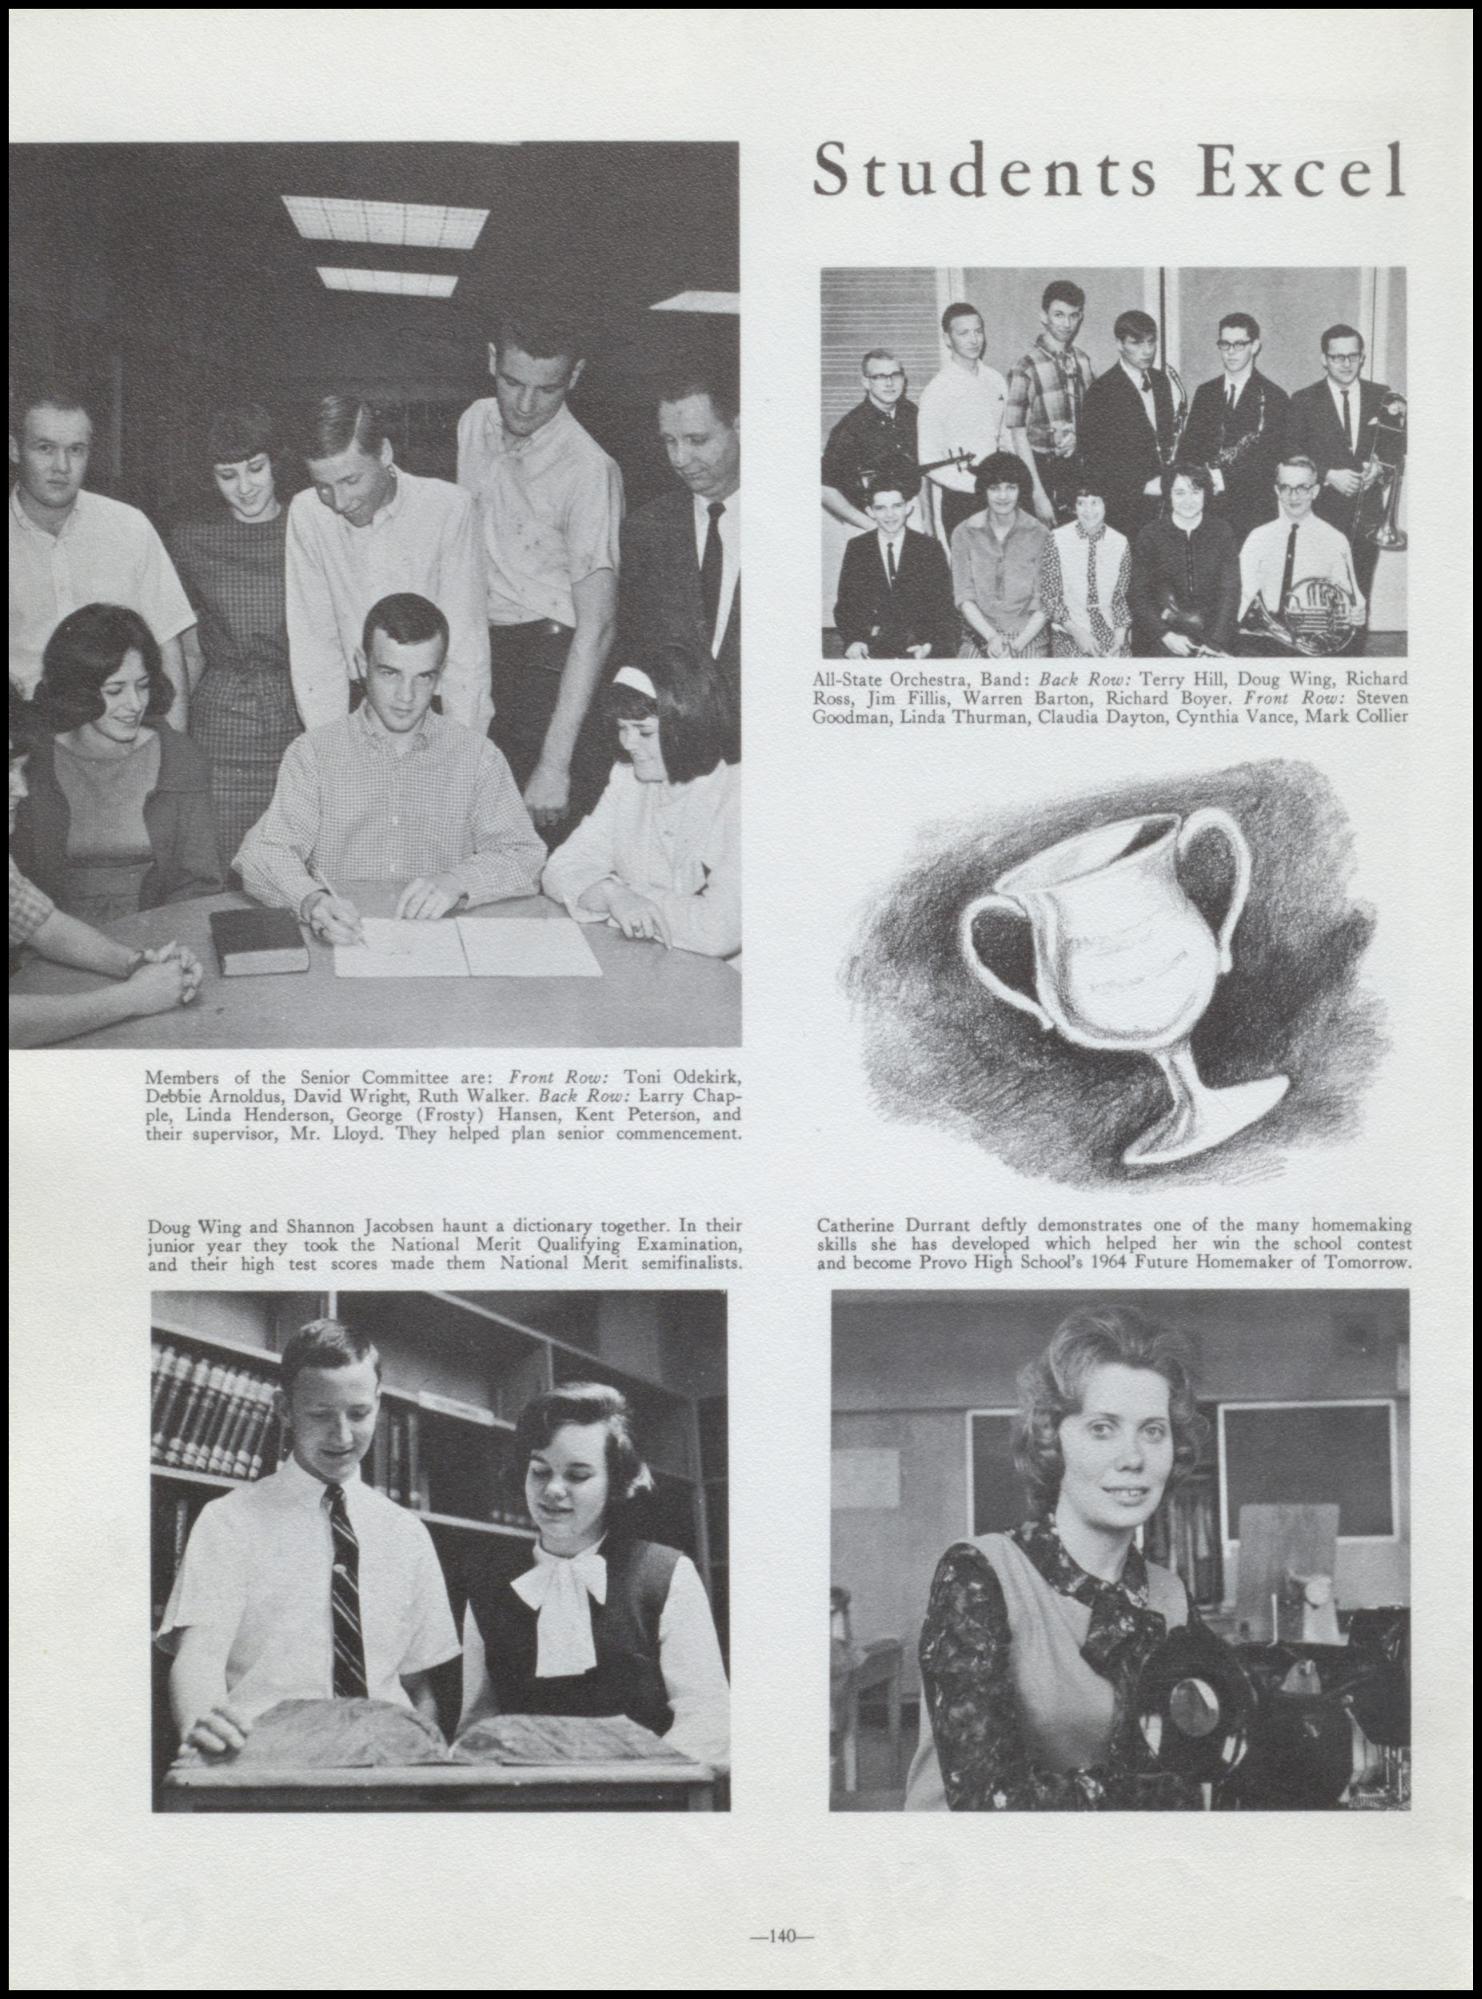 Students Excel
All-State Orchestra, Band: Back Row: Terry Hill, Doug Wing, Richard
Ross, Jim Fillis, Warren Barton, Richard Boyer. Front Row: Steven
Goodman, Linda Thurman, Claudia Dayton, Cynthia Vance, Mark Collier
Members of the Senior Committee are: Front Row: Toni Odekirk,
Debbie Arnoldus, David Wright, Ruth Walker. Back Row: Larry Chap-
ple, Linda Henderson, George (Frosty) Hansen, Kent Peterson, and
their supervisor, Mr. Lloyd. They helped plan senior commencement.
Doug Wing and Shannon Jacobsen haunt a dictionary together. In their
junior year they took the National Merit Qualifying Examination,
and their high test scores made them National Merit semifinalists.
Catherine Durrant deftly demonstrates one of the many homemaking
skills she has developed which helped her win the school contest
and become Provo High School's 1964 Future Homemaker of Tomorrow.
—140—